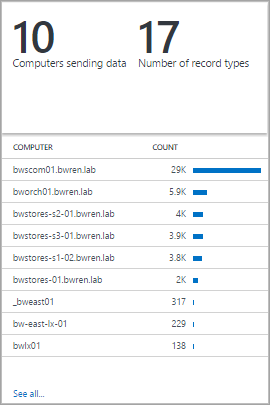 10 17
Computers sending data Number of record types
COMPUTER COUNT
bwscom01.bwren.lab 29K
bworch01.bwren.lab 5.9K
bwstores-s2-01.bwren.lab 4K
bwstores-s3-01.bwren.lab 3.9K
bwstores-s1-02.bwren.lab 3.8K
bwstores-01.bwren.lab 2K
_bweast01 317
bw-east-lx-01 229
bwlx01 138
See all...